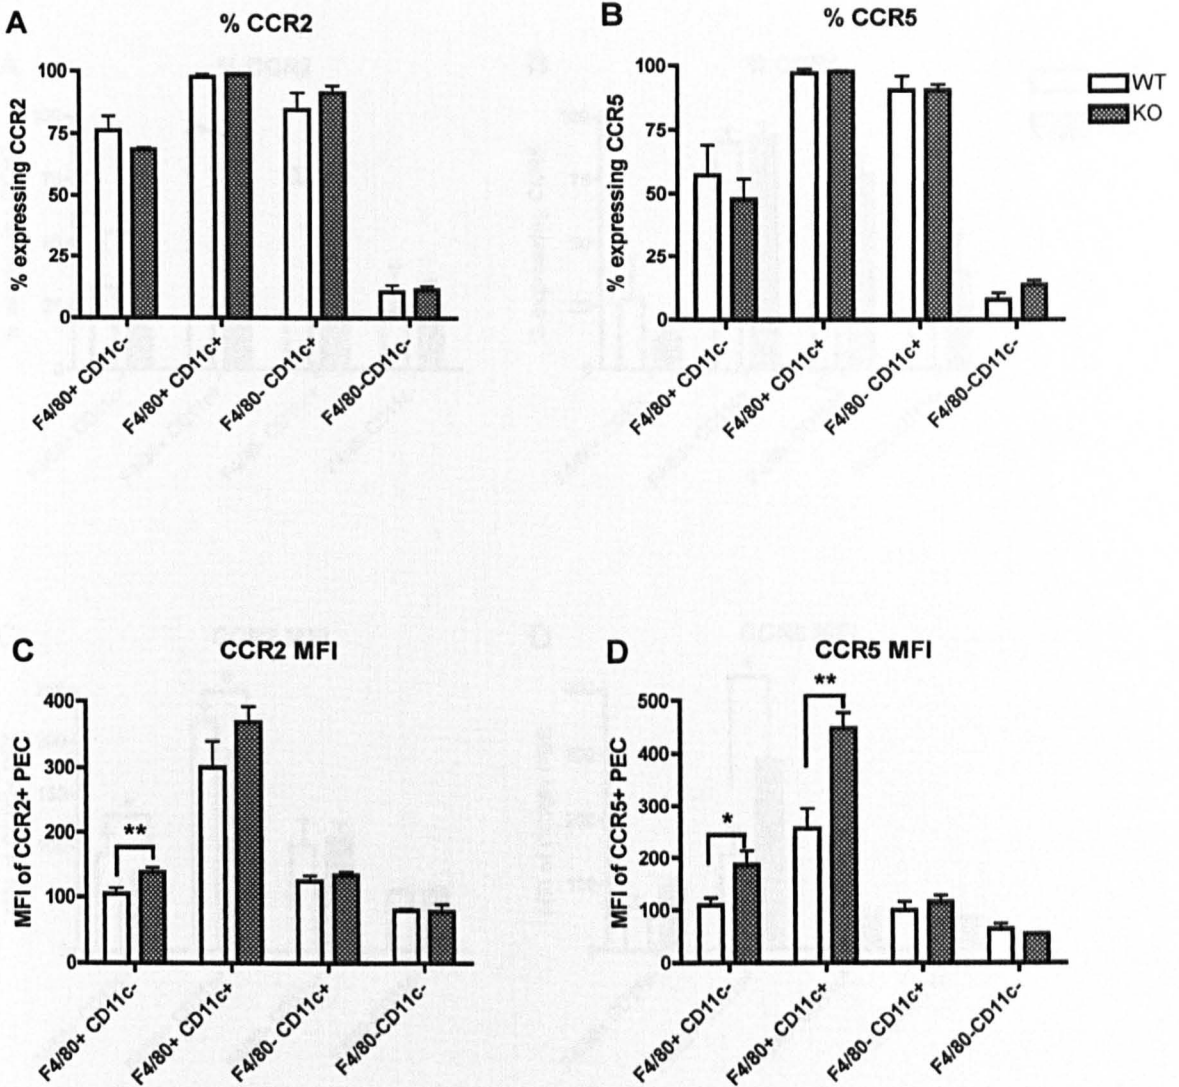 A
% CCR2
% expressing CCR2
100
75
50
25
0
F4/80+ CD11c-
F4/80+ CD11c+
F4/80- CD11c+
F4/80-CD11c-
B
% CCR5
% expressing CCR5
100
75
50
25
0
F4/80+ CD11c-
F4/80+ CD11c+
F4/80- CD11c+
F4/80-CD11c-
WT
KO
C
CCR2 MFI
MFI of CCR2+ PEC
400
300
200
100
0
**
F4/80+ CD11c-
F4/80+ CD11c+
F4/80- CD11c+
F4/80-CD11c-
D
CCR5 MFI
MFI of CCR5+ PEC
500
400
300
200
100
0
*
**
F4/80+ CD11c-
F4/80+ CD11c+
F4/80- CD11c+
F4/80-CD11c-